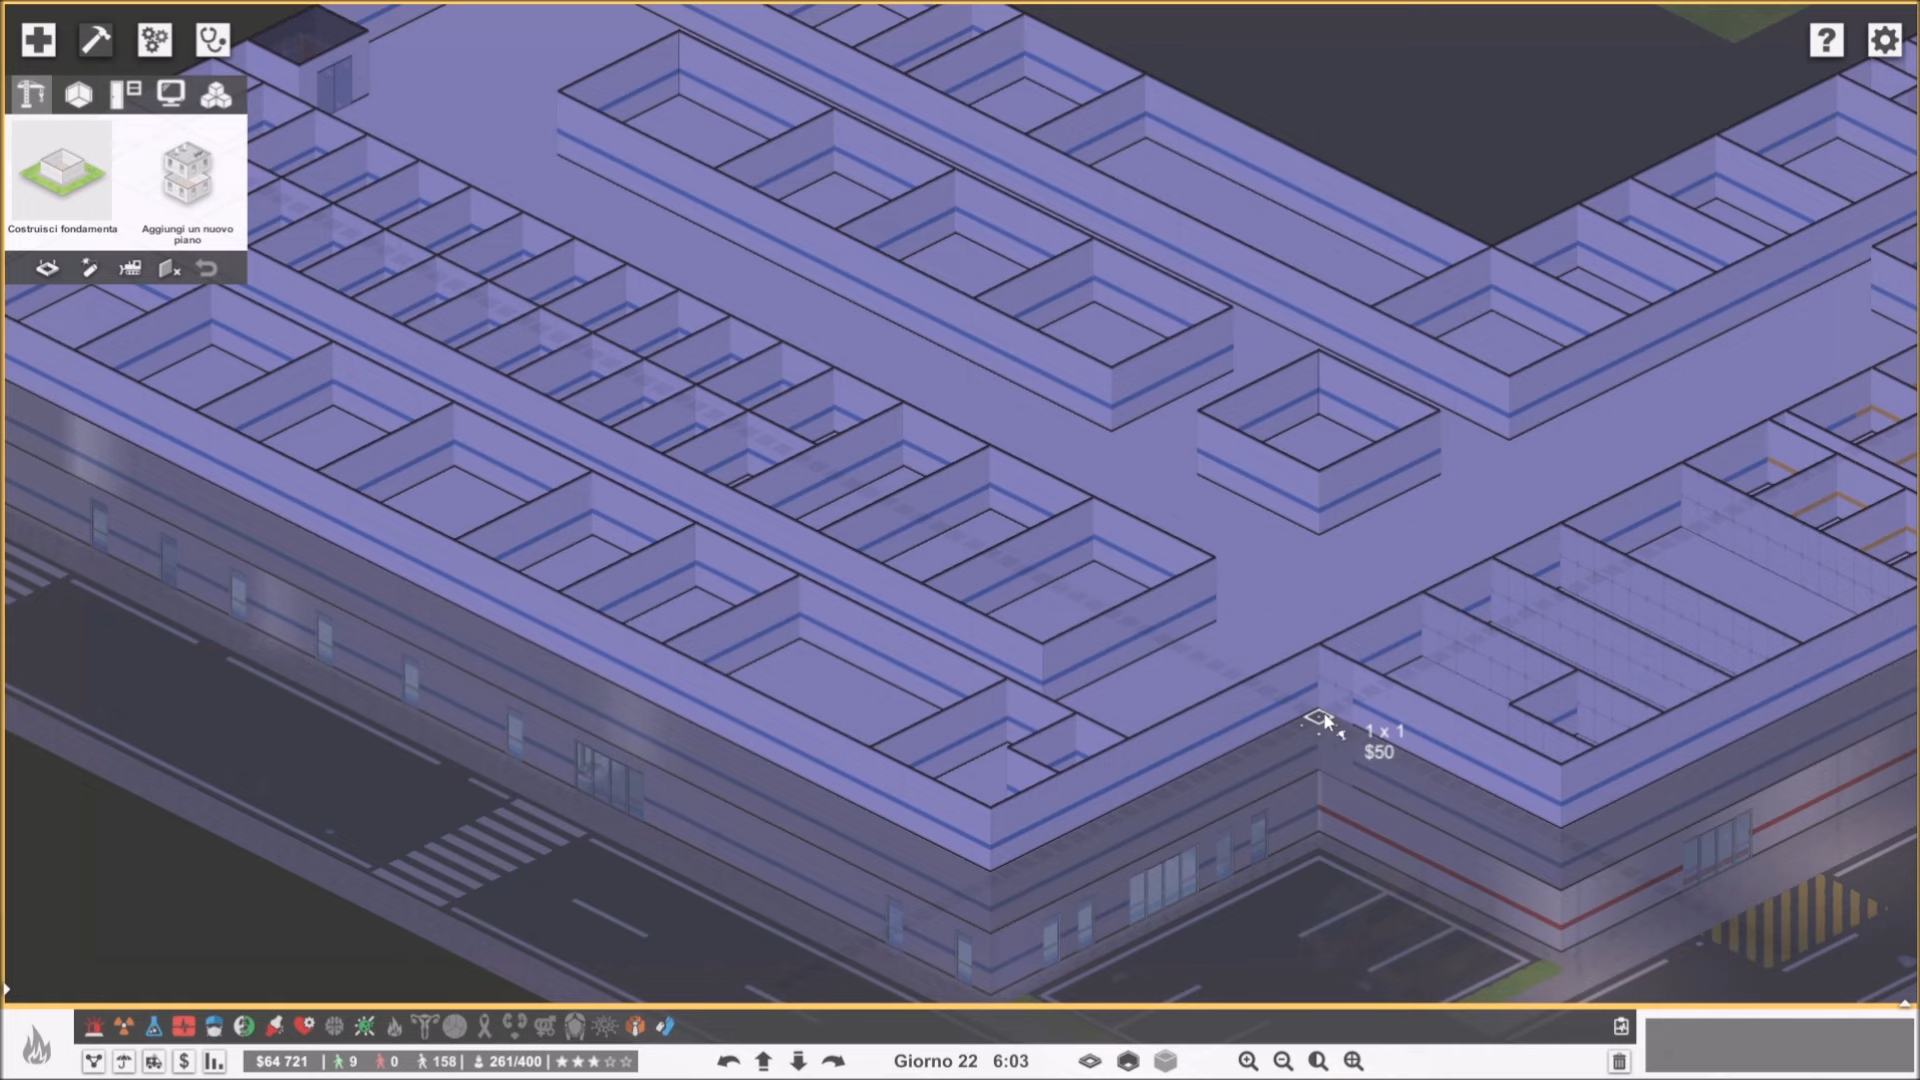 ?
Costruisci fondamenta
Aggiungi un nuovo
piano
1 x 1
$50
$64 721
9
0
158
261/400
Giorno 22 6:03